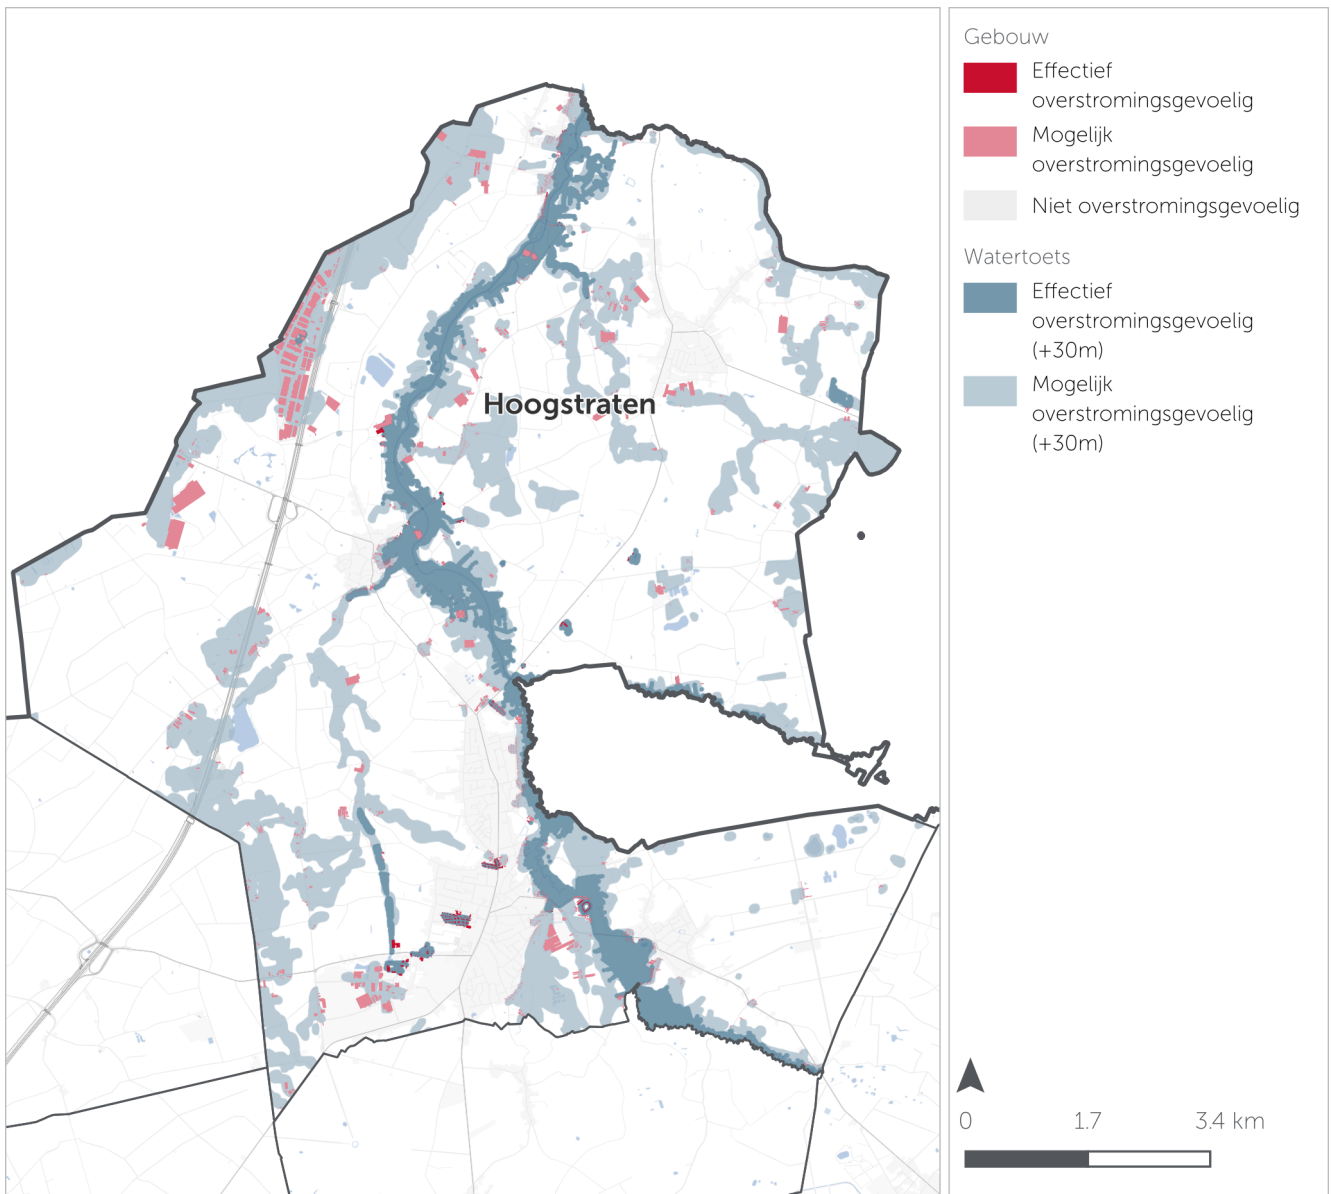 Hoogstraten
Gebouw
Effectief
overstromingsgevoelig
Mogelijk
overstromingsgevoelig
Niet overstromingsgevoelig
Watertoets
Effectief
overstromingsgevoelig
(+30m)
Mogelijk
overstromingsgevoelig
(+30m)
0 1.7 3.4 km